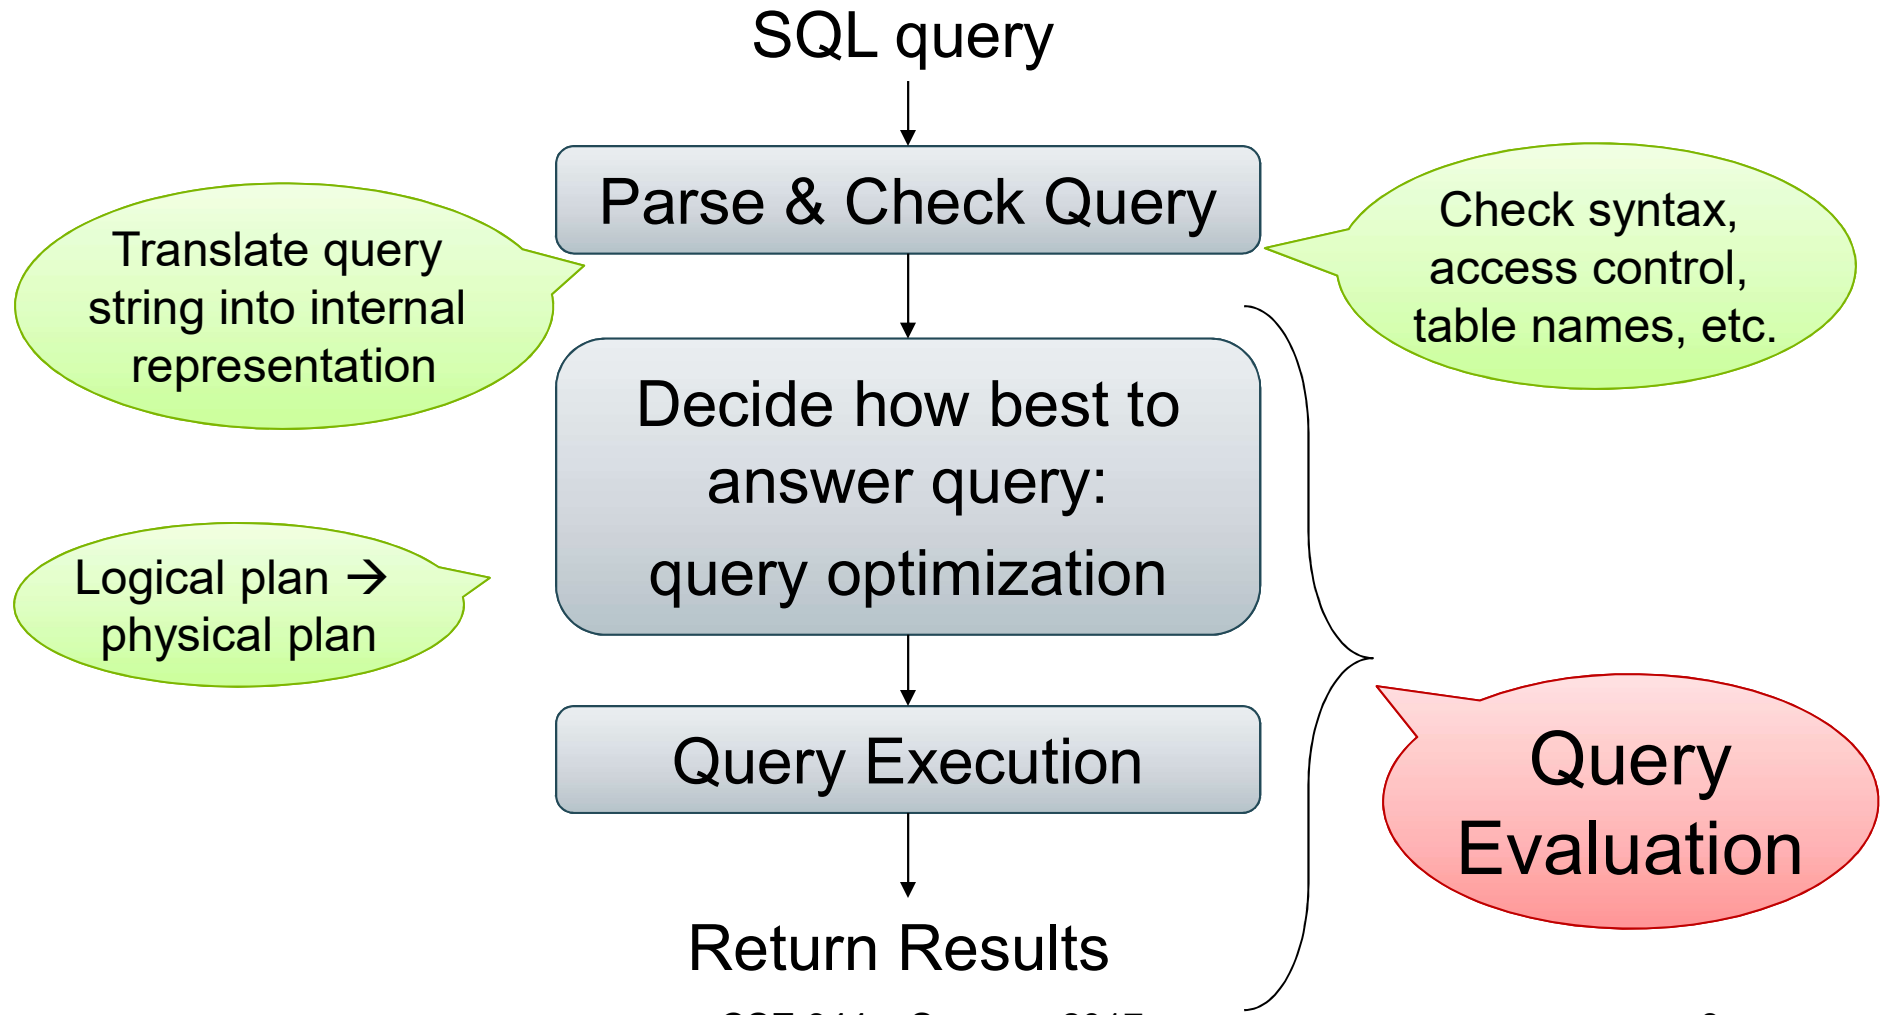 SQL query
Parse & Check Query
Translate query
string into internal
representation
Check syntax,
access control,
table names, etc.
Decide how best to
answer query:
query optimization
Logical plan →
physical plan
Query Execution
Query
Evaluation
Return Results